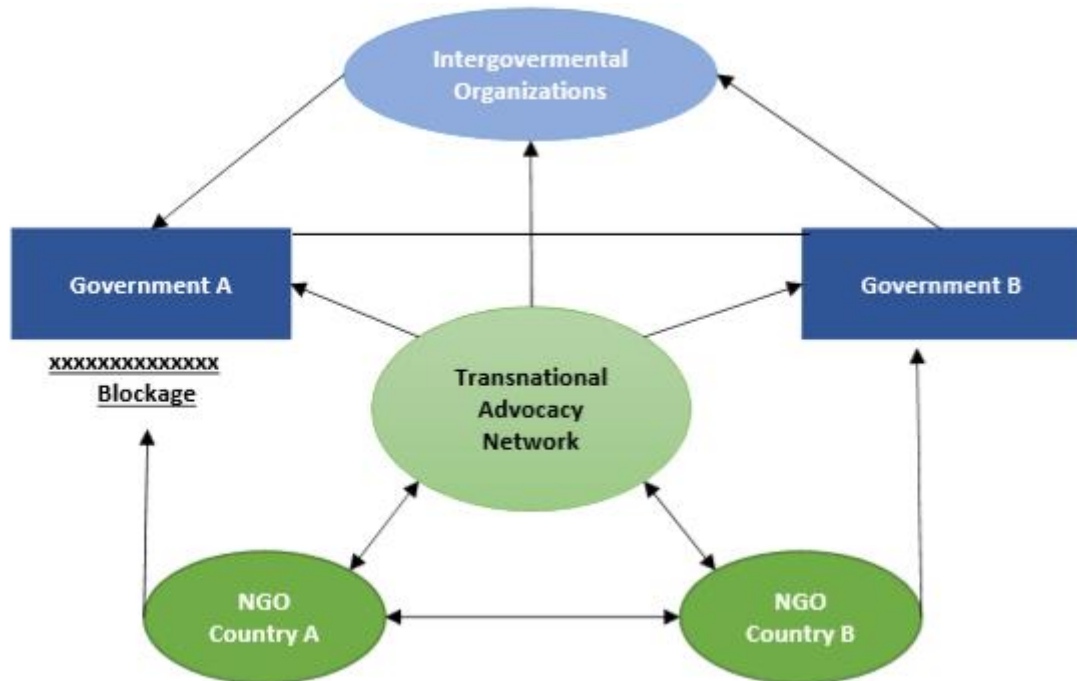 Intergovermental
Organizations
Government A
Government B
xxxxxxxxxxxxxx
Blockage
Transnational
Advocacy
Network
NGO
Country A
NGO
Country B